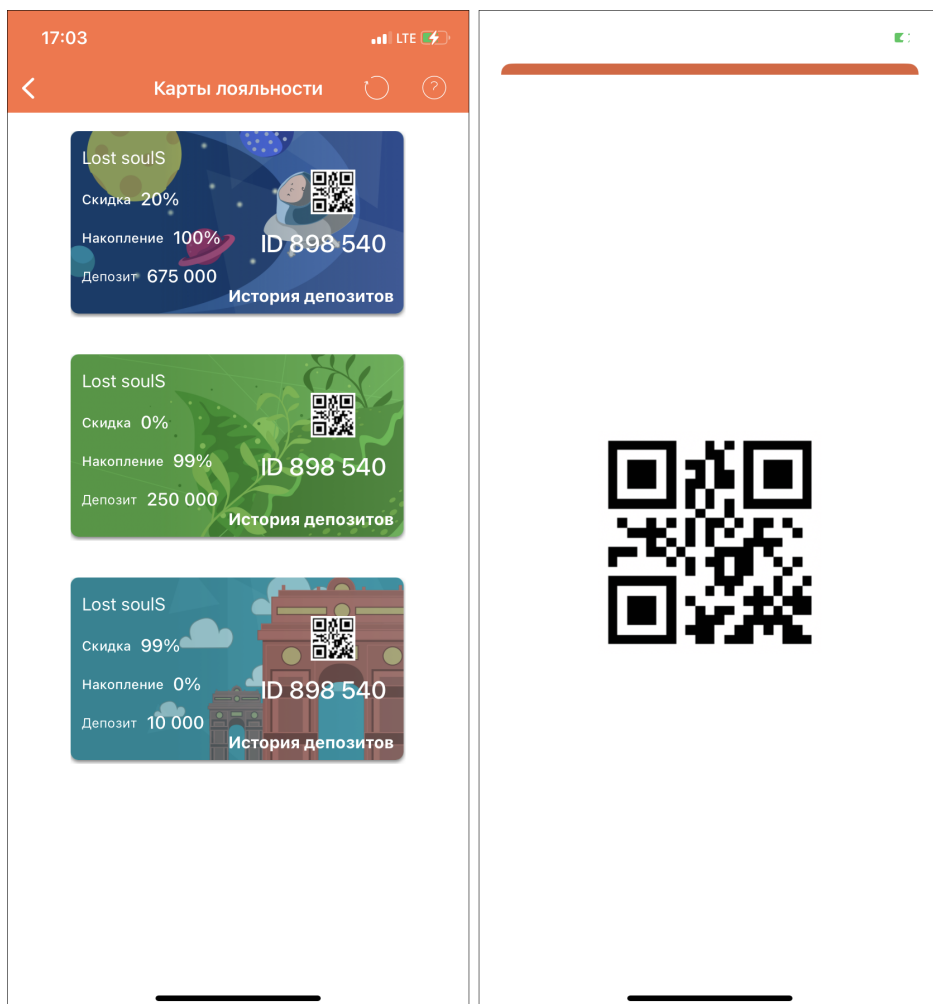 17:03
LTE
Карты лояльности
?
Lost soulS
Скидка 20%
Накопление 100%
ID 898 540
Депозит 675 000
История депозитов
Lost soulS
Скидка 0%
Накопление 99%
ID 898 540
Депозит 250 000
История депозитов
Lost soulS
Скидка 99%
Накопление 0%
ID 898 540
Депозит 10 000
История депозитов